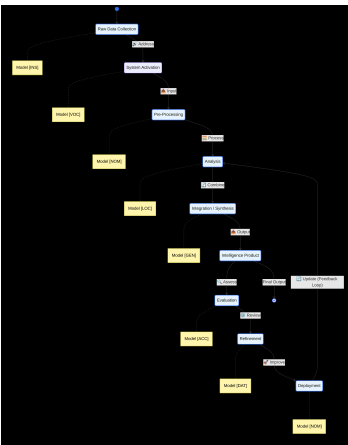 Raw Data Collection
Address
Model [INS]
System Activation
Input
Model [VOC]
Pre-Processing
Process
Model [NOM]
Analysis
Combine
Model [LOC]
Integration / Synthesis
Output
Model [GEN]
Intelligence Product
Assess
Final Output
Update (Feedback
Loop)
Evaluation
Review
Model [ACC]
Refinement
Improve
Model [DAT]
Deployment
Model [NOM]